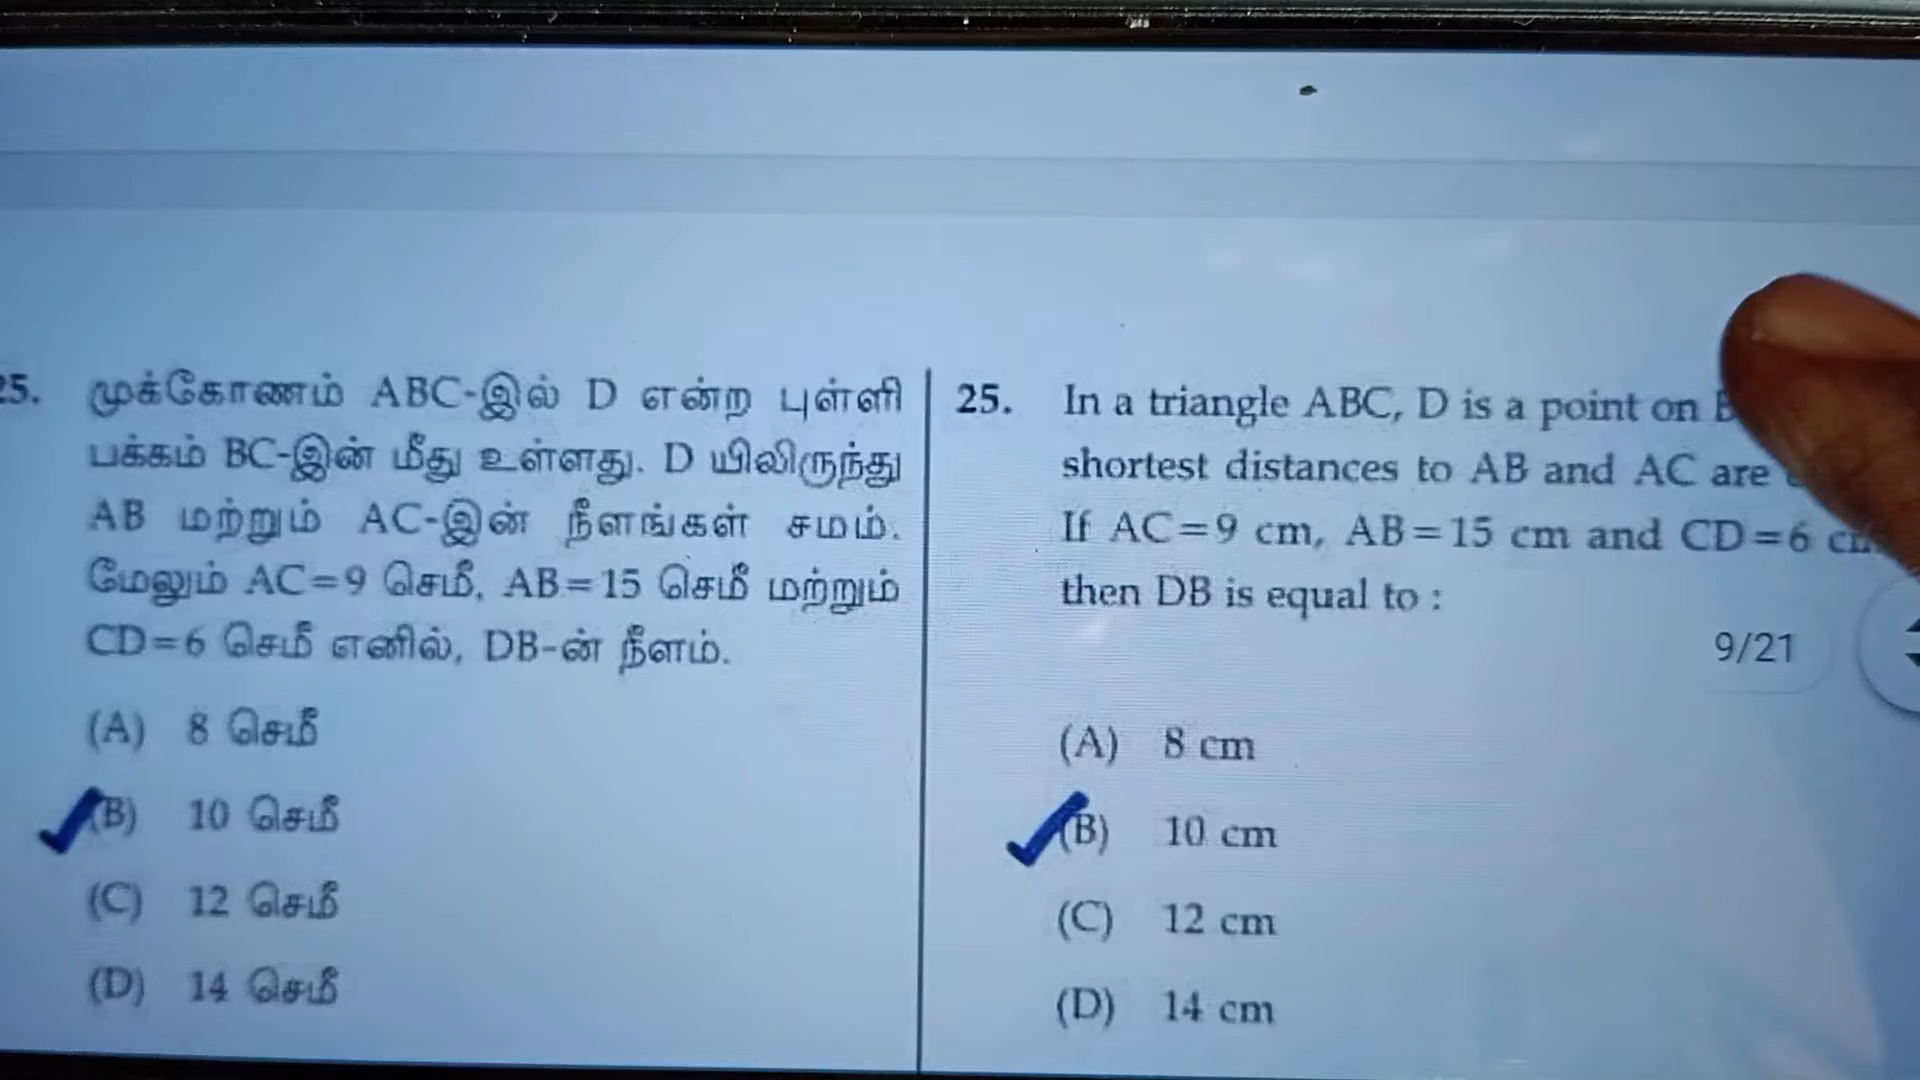 25. முக்கோணம் ABC-இல் D என்ற புள்ளி
பக்கம் BC-இன் மீது உள்ளது. D யிலிருந்து
AB மற்றும் AC-இன் நீளங்கள் சமம்.
மேலும் AC=9 செமீ, AB=15 செமீ மற்றும்
CD=6 செமீ எனில், DB-ன் நீளம்.
(A) 8 செமீ
(B) 10 செமீ
(C) 12 செமீ
(D) 14 செமீ
25. In a triangle ABC, D is a point on
shortest distances to AB and AC are
If AC=9 cm, AB=15 cm and CD=6
then DB is equal to :
9/21
(A) 8 cm
(B) 10 cm
(C) 12 cm
(D) 14 cm